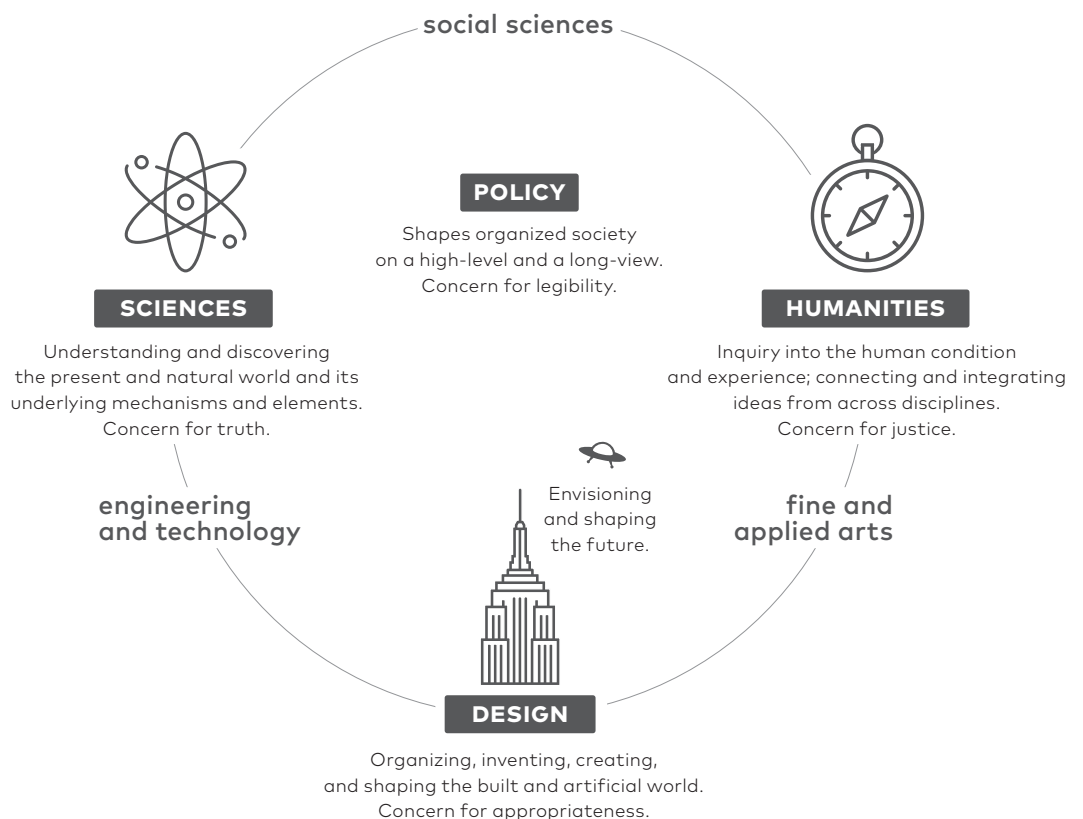 social sciences
POLICY
Shapes organized society
on a high-level and a long-view.
Concern for legibility.
SCIENCES
Understanding and discovering
the present and natural world and its
underlying mechanisms and elements.
Concern for truth.
HUMANITIES
Inquiry into the human condition
and experience; connecting and integrating
ideas from across disciplines.
Concern for justice.
engineering
and technology
Envisioning
and shaping
the future.
fine and
applied arts
DESIGN
Organizing, inventing, creating,
and shaping the built and artificial world.
Concern for appropriateness.